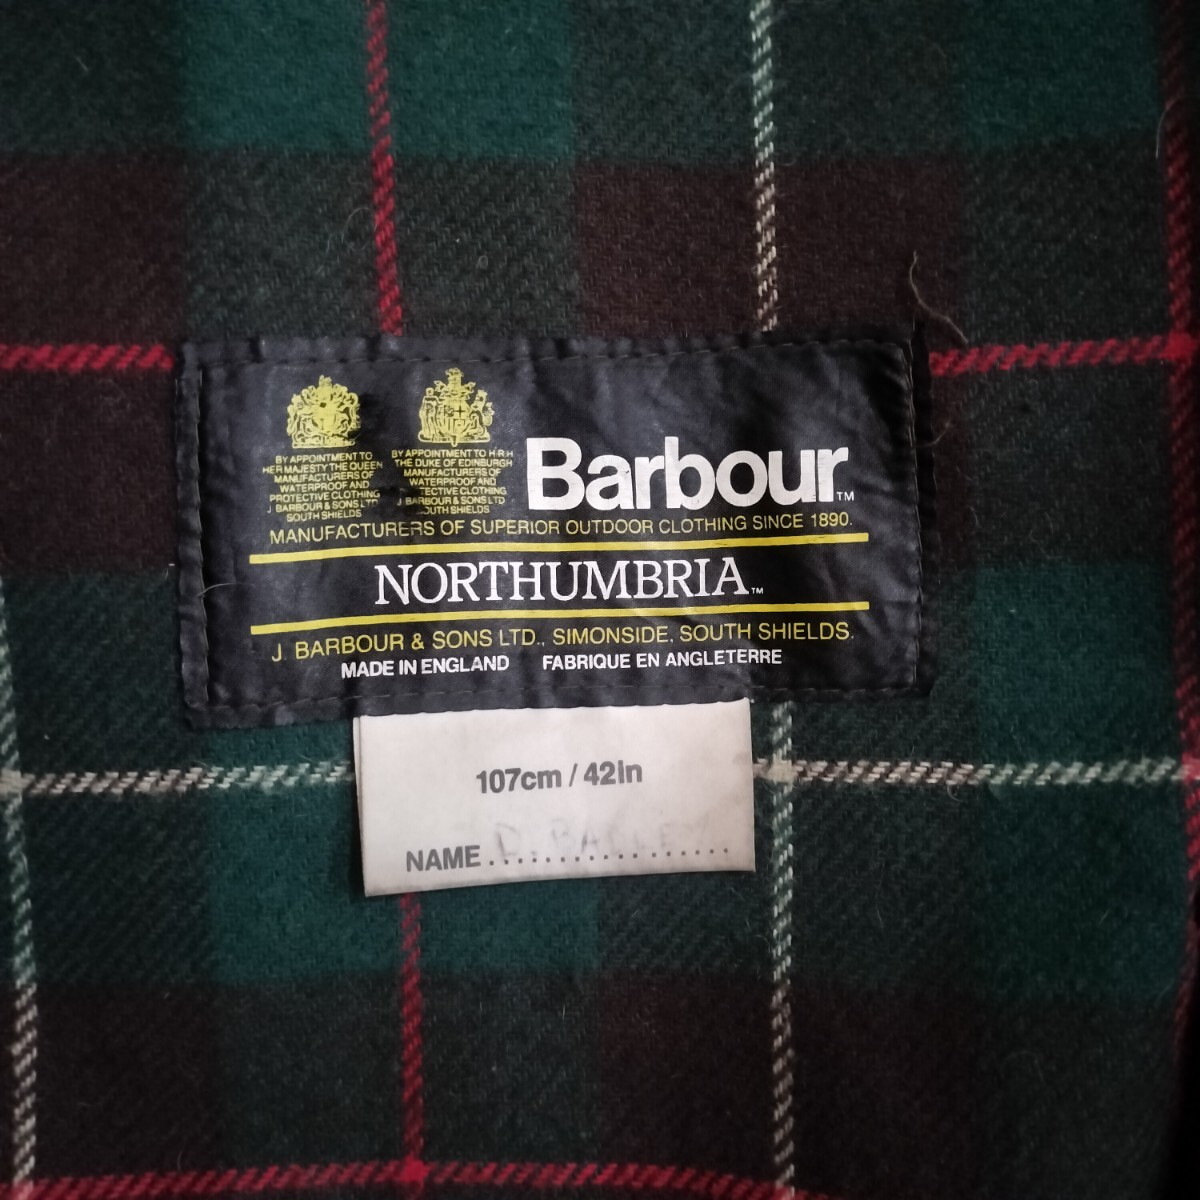 BY APPOINTMENT TO
HER MAJESTY THE QUEEN
MANUFACTURERS OF
WATERPROOF AND
PROTECTIVE CLOTHING
J BARBOUR & SONS LTD
SOUTH SHIELDS
BY APPOINTMENT TO H·R·H
THE DUKE OF EDINBURGH
MANUFACTURERS OF
WATERPROOF AND
TECTIVE CLOTHING
BARBOUR & SONS LTD
OUTH SHIELDS
Barbour™
MANUFACTURERS OF SUPERIOR OUTDOOR CLOTHING SINCE 1890.
NORTHUMBRIA™
J. BARBOUR & SONS LTD., SIMONSIDE, SOUTH SHIELDS.
MADE IN ENGLAND FABRIQUE EN ANGLETERRE
107cm / 42in
NAME